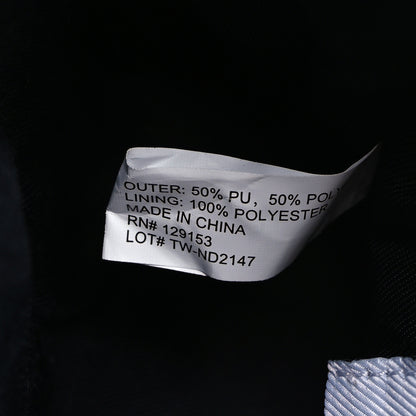 OUTER: 50% PU, 50% POLY
LINING: 100% POLYESTER
MADE IN CHINA
RN# 129153
LOT# TW-ND2147